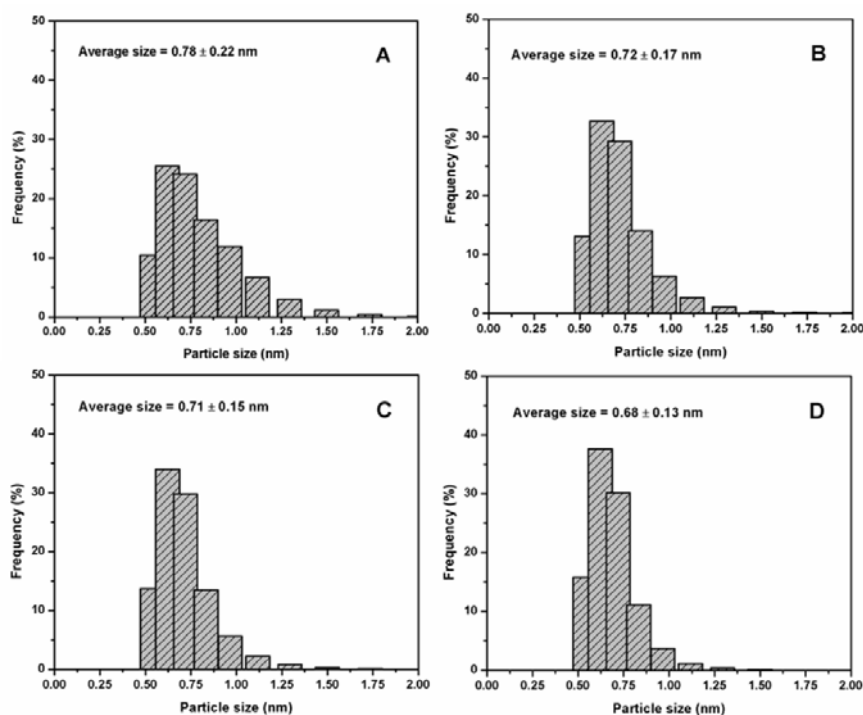 50
40
30
20
10
0
Frequency (%)
Average size = 0.78 ± 0.22 nm
A
0.00 0.25 0.50 0.75 1.00 1.25 1.50 1.75 2.00
Particle size (nm)
50
40
30
20
10
0
Frequency (%)
Average size = 0.72 ± 0.17 nm
B
0.00 0.25 0.50 0.75 1.00 1.25 1.50 1.75 2.00
Particle size (nm)
50
40
30
20
10
0
Frequency (%)
Average size = 0.71 ± 0.15 nm
C
0.00 0.25 0.50 0.75 1.00 1.25 1.50 1.75 2.00
Particle size (nm)
50
40
30
20
10
0
Frequency (%)
Average size = 0.68 ± 0.13 nm
D
0.00 0.25 0.50 0.75 1.00 1.25 1.50 1.75 2.00
Particle size (nm)